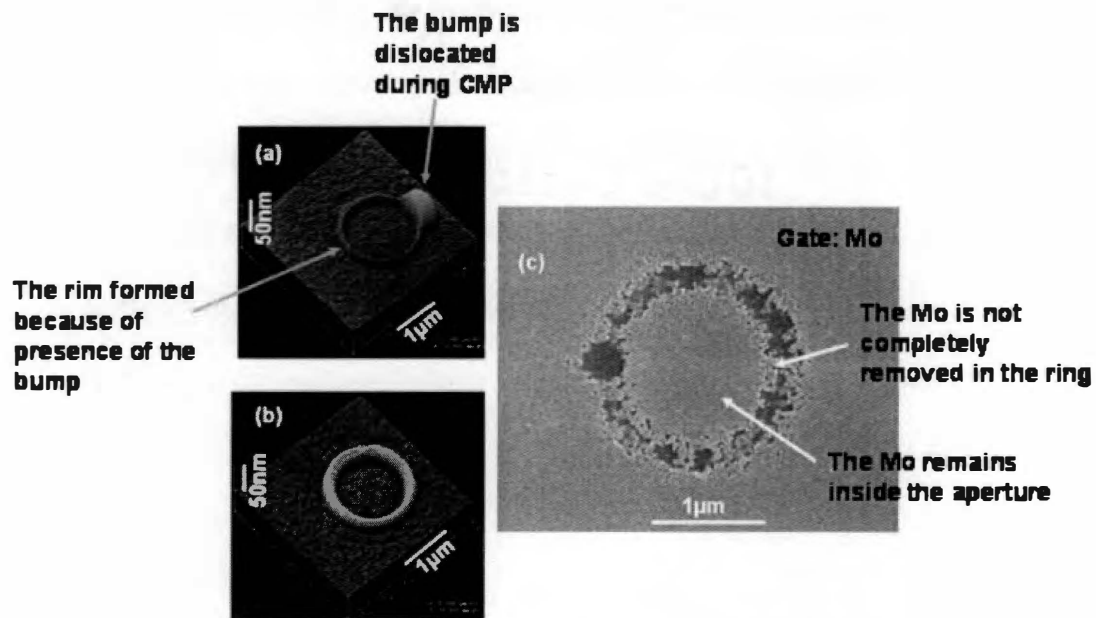 The bump is
dislocated
during CMP
(a)
50nm
1µm
The rim formed
because of
presence of the
bump
(b)
50nm
1µm
Gate: Mo
(c)
The Mo is not
completely
removed in the ring
The Mo remains
inside the aperture
1µm